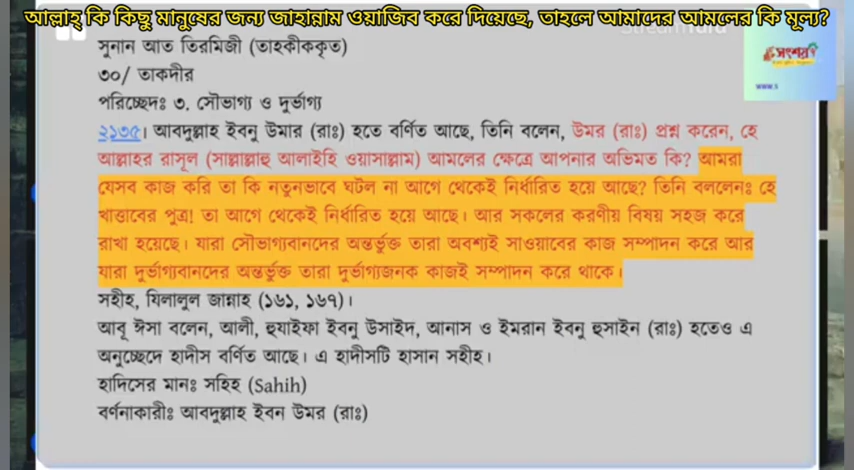 আল্লাহ্ কি কিছু মানুষের জন্য জাহান্নাম ওয়াজিব করে দিয়েছে, তাহলে আমাদের আমলের কি মূল্য?
সুনান আত তিরমিজী (তাহকীককৃত)
সংশয়
৩০/ তাকদীর
www.s
পরিচ্ছেদঃ ৩. সৌভাগ্য ও দুর্ভাগ্য
২১৩৫। আবদুল্লাহ ইবনু উমার (রাঃ) হতে বর্ণিত আছে, তিনি বলেন, উমর (রাঃ) প্রশ্ন করেন, হে
আল্লাহর রাসূল (সাল্লাল্লাহু আলাইহি ওয়াসাল্লাম) আমলের ক্ষেত্রে আপনার অভিমত কি? আমরা
যেসব কাজ করি তা কি নতুনভাবে ঘটল না আগে থেকেই নির্ধারিত হয়ে আছে? তিনি বললেনঃ হে
খাত্তাবের পুত্র! তা আগে থেকেই নির্ধারিত হয়ে আছে। আর সকলের করণীয় বিষয় সহজ করে
রাখা হয়েছে। যারা সৌভাগ্যবানদের অন্তর্ভুক্ত তারা অবশ্যই সাওয়াবের কাজ সম্পাদন করে আর
যারা দুর্ভাগ্যবানদের অন্তর্ভুক্ত তারা দুর্ভাগ্যজনক কাজই সম্পাদন করে থাকে।
সহীহ, যিলালুল জান্নাহ (১৬১, ১৬৭)।
আবূ ঈসা বলেন, আলী, হুযাইফা ইবনু উসাইদ, আনাস ও ইমরান ইবনু হুসাইন (রাঃ) হতেও এ
অনুচ্ছেদে হাদীস বর্ণিত আছে। এ হাদীসটি হাসান সহীহ।
হাদিসের মানঃ সহিহ (Sahih)
বর্ণনাকারীঃ আবদুল্লাহ ইবন উমর (রাঃ)